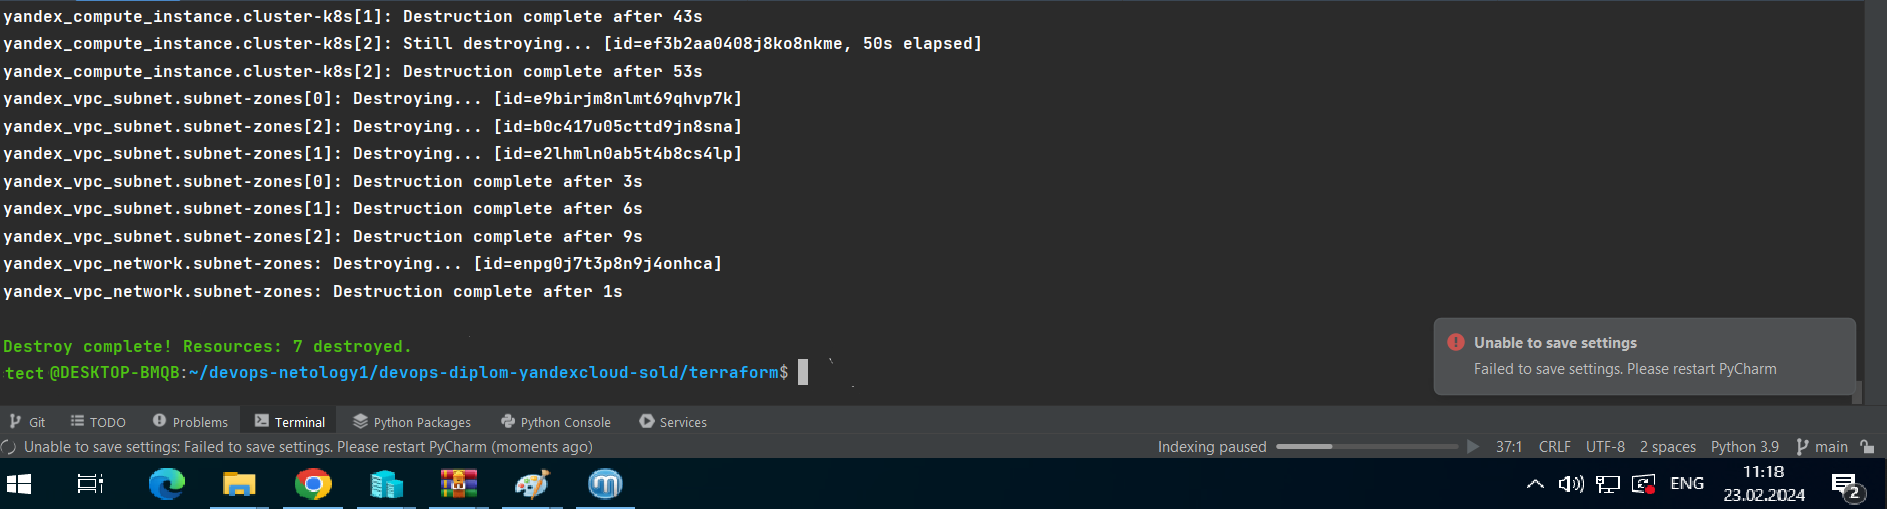 yandex_compute_instance.cluster-k8s[1]: Destruction complete after 43s
yandex_compute_instance.cluster-k8s[2]: Still destroying... [id=ef3b2aa0408j8ko8nkme, 50s elapsed]
yandex_compute_instance.cluster-k8s[2]: Destruction complete after 53s
yandex_vpc_subnet.subnet-zones[0]: Destroying... [id=e9birjm8nlmt69qhvp7k]
yandex_vpc_subnet.subnet-zones[2]: Destroying... [id=b0c417u05cttd9jn8sna]
yandex_vpc_subnet.subnet-zones[1]: Destroying... [id=e2lhmln0ab5t4b8cs4lp]
yandex_vpc_subnet.subnet-zones[0]: Destruction complete after 3s
yandex_vpc_subnet.subnet-zones[1]: Destruction complete after 6s
yandex_vpc_subnet.subnet-zones[2]: Destruction complete after 9s
yandex_vpc_network.subnet-zones: Destroying... [id=enpg0j7t3p8n9j4onhca]
yandex_vpc_network.subnet-zones: Destruction complete after 1s
Destroy complete! Resources: 7 destroyed.
tect@DESKTOP-BMQB:~/devops-netology1/devops-diplom-yandexcloud-sold/terraform$
Unable to save settings
Failed to save settings. Please restart PyCharm
Git TODO Problems Terminal Python Packages Python Console Services
Unable to save settings: Failed to save settings. Please restart PyCharm (moments ago) Indexing paused 37:1 CRLF UTF-8 2 spaces Python 3.9 main
ENG 11:18
23.02.2024 2